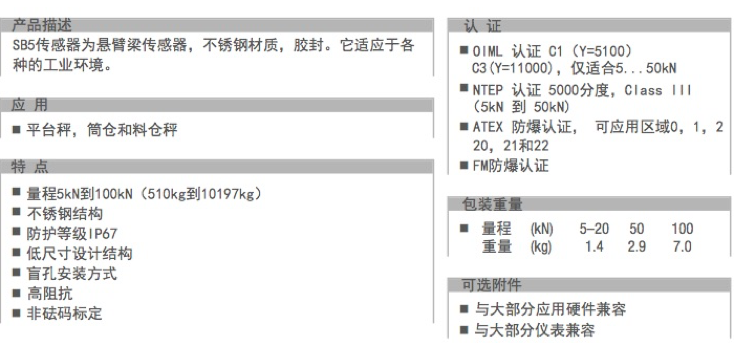 产品描述
SB5传感器为悬臂梁传感器，不锈钢材质，胶封。它适应于各
种的工业环境。
应 用
■ 平台秤，筒仓和料仓秤
特 点
■ 量程5kN到100kN（510kg到10197kg）
■ 不锈钢结构
■ 防护等级IP67
■ 低尺寸设计结构
■ 盲孔安装方式
■ 高阻抗
■ 非砝码标定
认 证
■ OIML 认证 C1（Y=5100）
C3(Y=11000)，仅适合5...50kN
■ NTEP 认证 5000分度，Class III
（5kN 到 50kN）
■ ATEX 防爆认证， 可应用区域0，1，2
20，21和22
■ FM防爆认证
包装重量
■ 量程 (kN) 5-20 50 100
重量 (kg) 1.4 2.9 7.0
可选附件
■ 与大部分应用硬件兼容
■ 与大部分仪表兼容